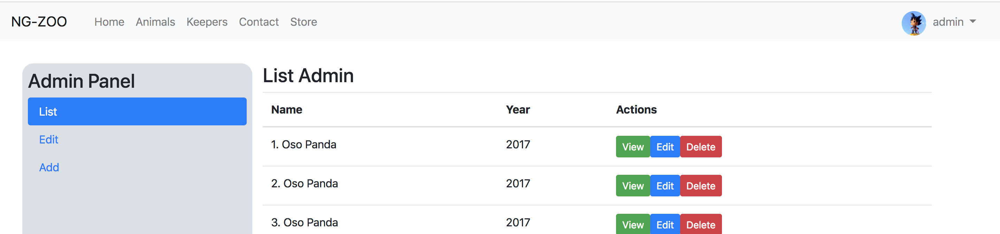 NG-ZOO Home Animals Keepers Contact Store admin
Admin Panel
List
Edit
Add
List Admin
Name Year Actions
1. Oso Panda 2017 View Edit Delete
2. Oso Panda 2017 View Edit Delete
3. Oso Panda 2017 View Edit Delete